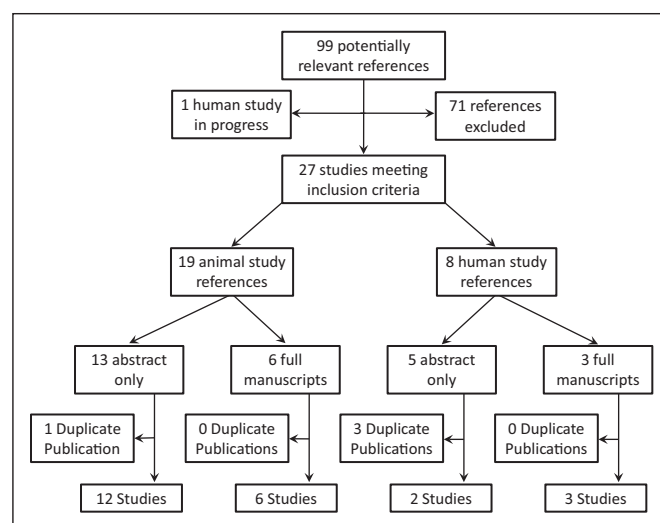 99 potentially
relevant references
1 human study
in progress
71 references
excluded
27 studies meeting
inclusion criteria
19 animal study
references
8 human study
references
13 abstract
only
6 full
manuscripts
5 abstract
only
3 full
manuscripts
1 Duplicate
Publication
0 Duplicate
Publications
3 Duplicate
Publications
0 Duplicate
Publications
12 Studies
6 Studies
2 Studies
3 Studies